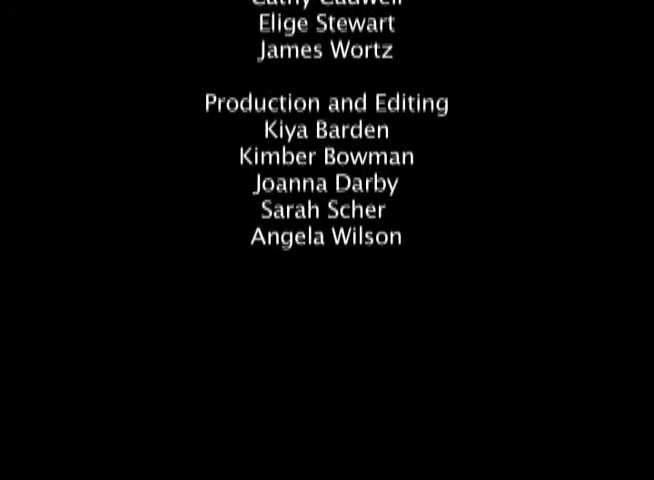 Elige Stewart
James Wortz
Production and Editing
Kiya Barden
Kimber Bowman
Joanna Darby
Sarah Scher
Angela Wilson